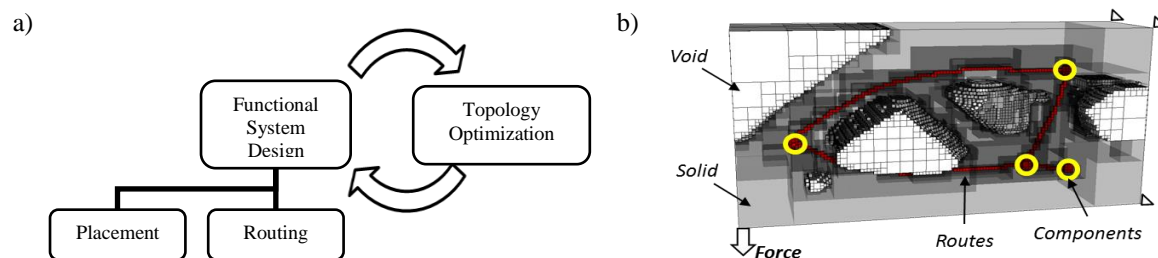 a)
Functional
System
Design
Topology
Optimization
Placement
Routing
b)
Void
Solid
Force
Routes
Components